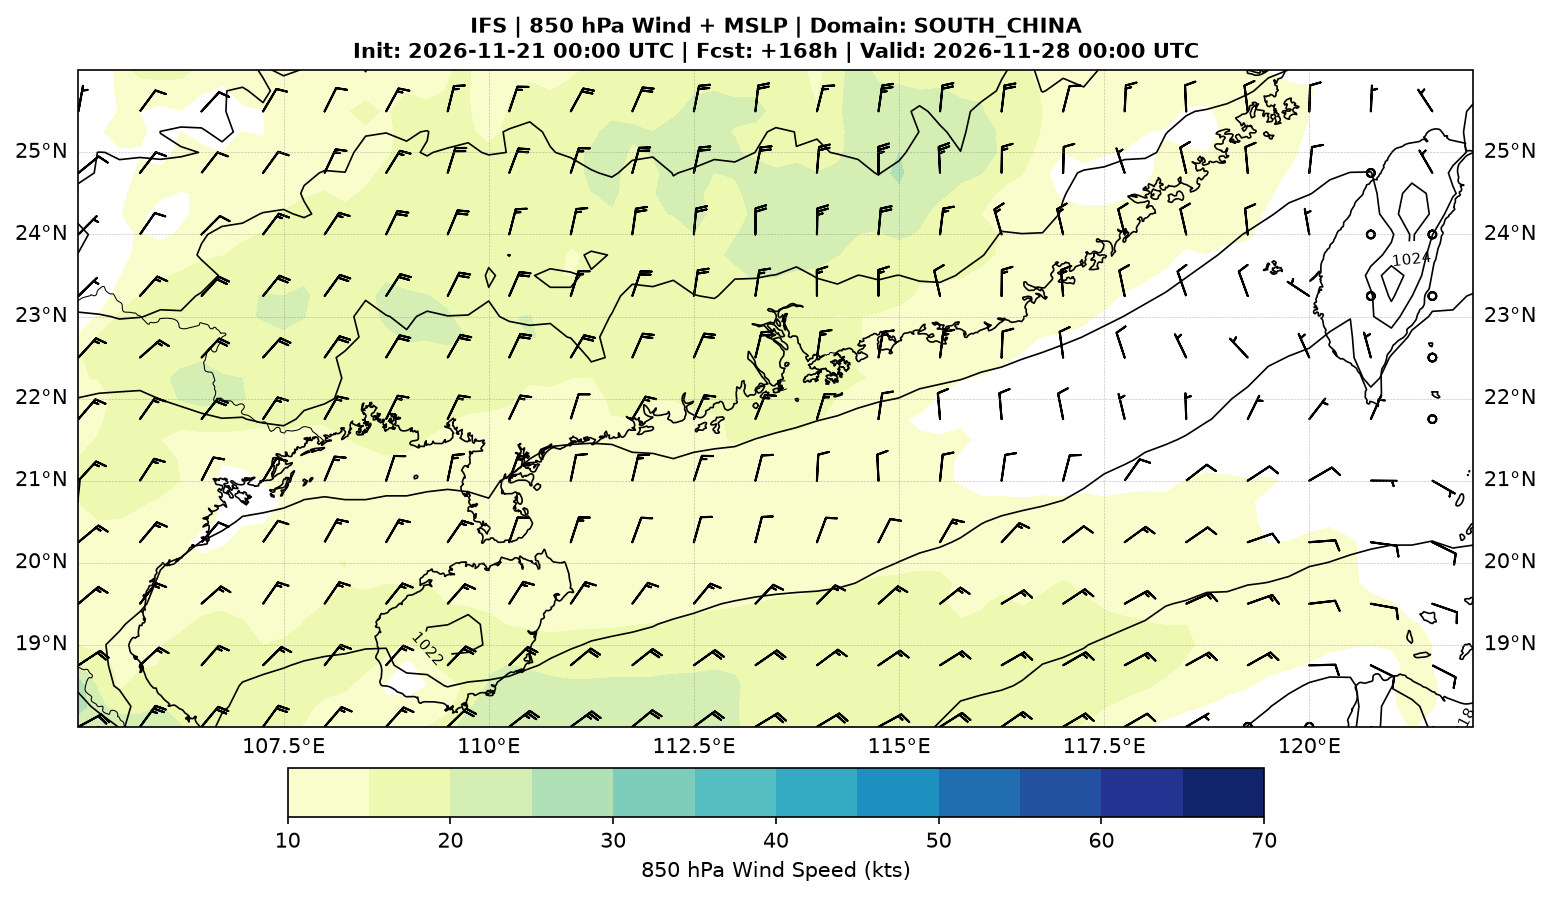 IFS | 850 hPa Wind + MSLP | Domain: SOUTH_CHINA
Init: 2026-11-21 00:00 UTC | Fcst: +168h | Valid: 2026-11-28 00:00 UTC
25°N 25°N
24°N 24°N
1024
23°N 23°N
22°N 22°N
21°N 21°N
20°N 20°N
19°N 19°N
1022
18
107.5°E 110°E 112.5°E 115°E 117.5°E 120°E
10 20 30 40 50 60 70
850 hPa Wind Speed (kts)